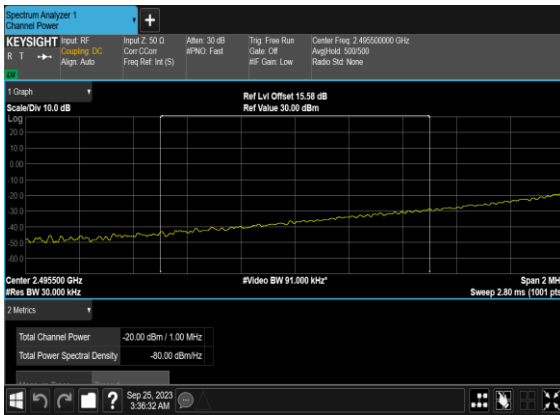 Spectrum Analyzer 1
Channel Power
+
KEYSIGHT Input: RF Input Z: 50 Ω Atten: 30 dB Trig: Free Run Center Freq: 2.495500000 GHz
R T Coupling: DC Corr CCorr #PNO: Fast Gate: Off Avg|Hold: 500/500
Align: Auto Freq Ref: Int (S) #IF Gain: Low Radio Std: None
LXI
1 Graph
Ref Lvl Offset 15.58 dB
Scale/Div 10.0 dB Ref Value 30.00 dBm
Log
20.0
10.0
0.00
-10.0
-20.0
-30.0
-40.0
-50.0
-60.0
Center 2.495500 GHz #Video BW 91.000 kHz* Span 2 MH
#Res BW 30.000 kHz Sweep 2.80 ms (1001 pts
2 Metrics
Total Channel Power -20.00 dBm / 1.00 MHz
Total Power Spectral Density -80.00 dBm/Hz
?
Sep 25, 2023
3:36:32 AM